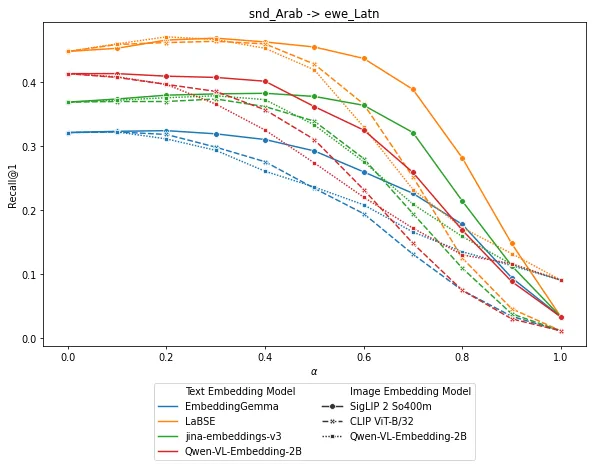 snd_Arab -> ewe_Latn
Recall@1
0.4
0.3
0.2
0.1
0.0
0.0 0.2 0.4 0.6 0.8 1.0
α
Text Embedding Model Image Embedding Model
EmbeddingGemma SigLIP 2 So400m
LaBSE CLIP ViT-B/32
jina-embeddings-v3 Qwen-VL-Embedding-2B
Qwen-VL-Embedding-2B